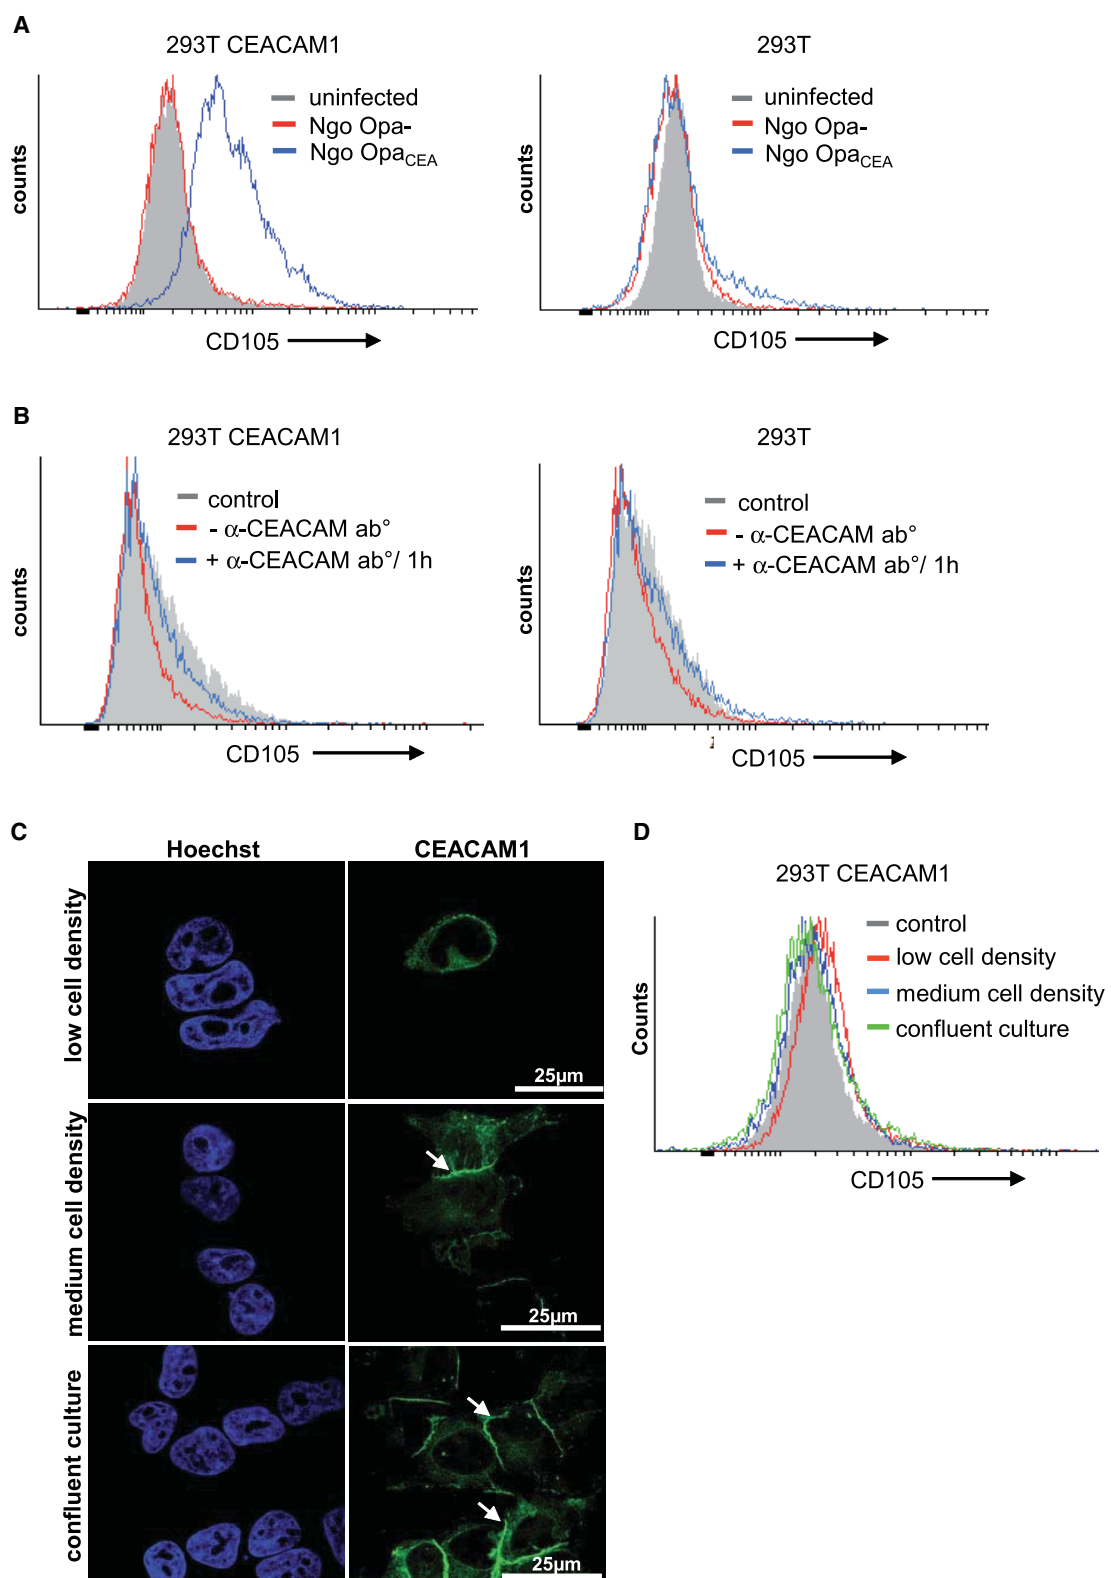 A
293T CEACAM1
uninfected
Ngo Opa-
Ngo OpaCEA
counts
CD105
293T
uninfected
Ngo Opa-
Ngo OpaCEA
counts
CD105
B
293T CEACAM1
control
- α-CEACAM ab°
+ α-CEACAM ab°/ 1h
counts
CD105
293T
control
- α-CEACAM ab°
+ α-CEACAM ab°/ 1h
counts
CD105
C
Hoechst
CEACAM1
low cell density
25µm
medium cell density
25µm
confluent culture
25µm
D
293T CEACAM1
control
low cell density
medium cell density
confluent culture
Counts
CD105